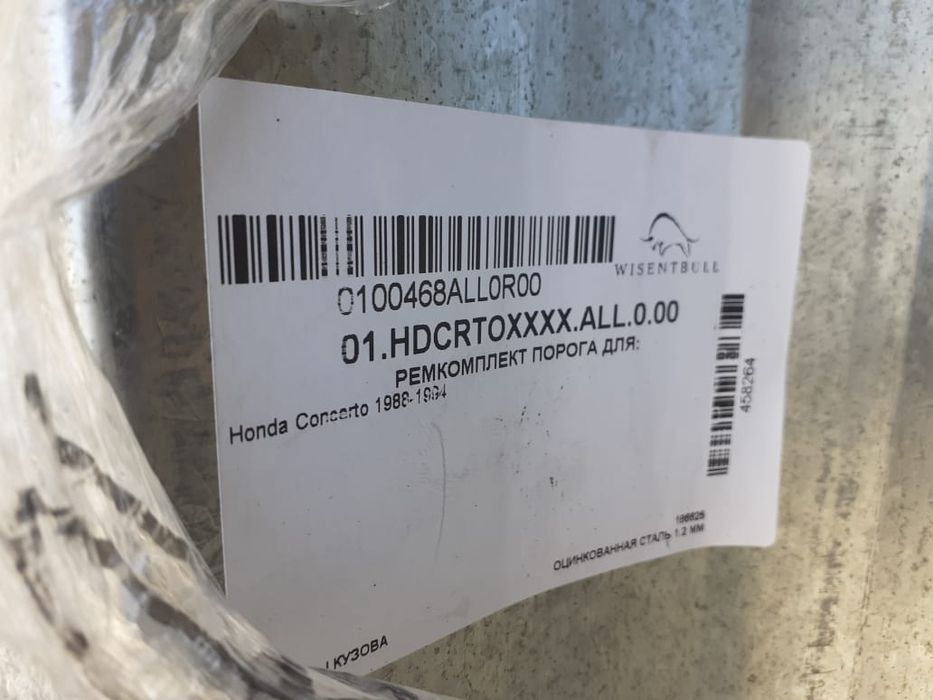 WISENTBULL
0100468ALL0R00
01.HDCRTOXXXX.ALL.0.00
РЕМКОМПЛЕКТ ПОРОГА ДЛЯ:
Honda Concerto 1988-1994
458264
186625
ОЦИНКОВАННАЯ СТАЛЬ 1.2 ММ
КУЗОВА